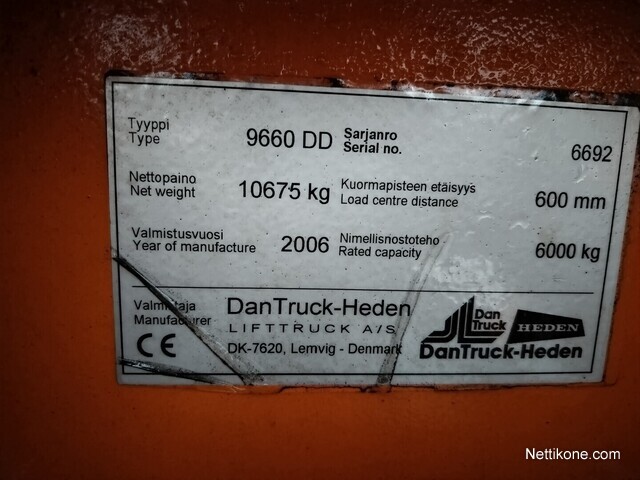 Tyyppi
Type 9660 DD Sarjanro
Serial no. 6692
Nettopaino
Net weight 10675 kg Kuormapisteen etäisyys
Load centre distance 600 mm
Valmistusvuosi
Year of manufacture 2006 Nimellisnostoteho
Rated capacity 6000 kg
Valmistaja
Manufacturer DanTruck-Heden
LIFTTRUCK A/S
CE DK-7620, Lemvig - Denmark
Dan
Truck HEDEN
DanTruck-Heden
Nettikone.com